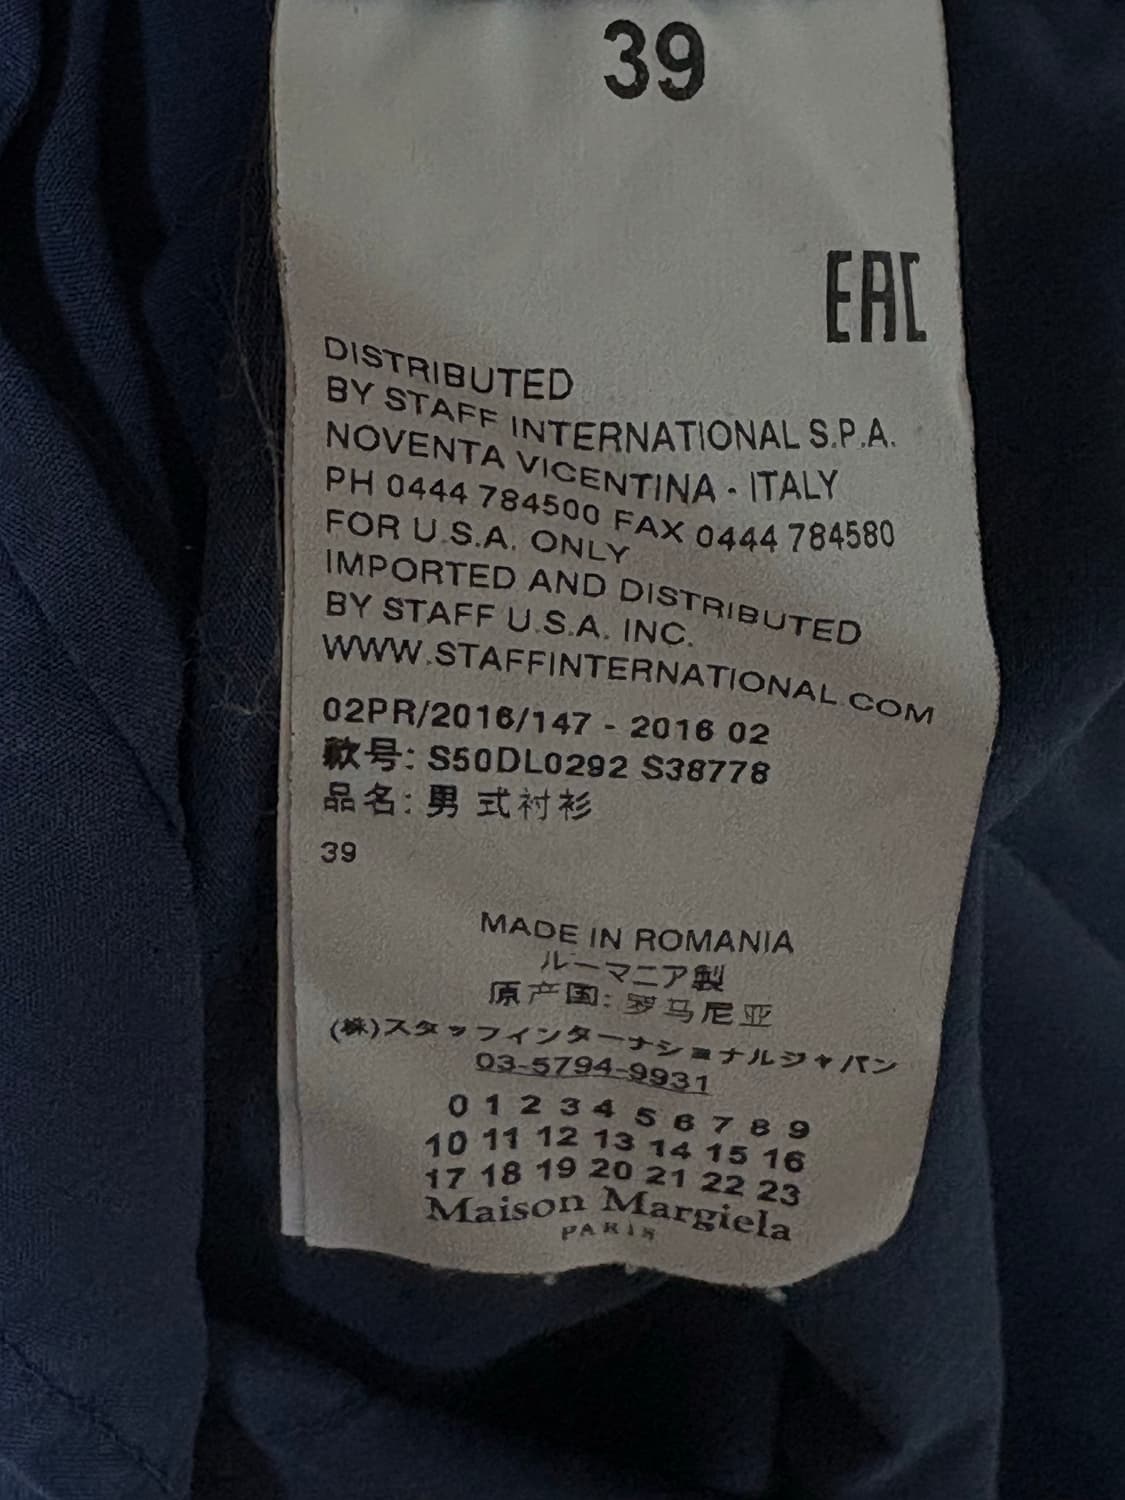 39
EAC
DISTRIBUTED
BY STAFF INTERNATIONAL S.P.A.
NOVENTA VICENTINA - ITALY
PH 0444 784500 FAX 0444 784580
FOR U.S.A. ONLY
IMPORTED AND DISTRIBUTED
BY STAFF U.S.A. INC.
WWW.STAFFINTERNATIONAL.COM
02PR/2016/147 - 2016 02
款号: S50DL0292 S38778
品名: 男式衬衫
39
MADE IN ROMANIA
ルーマニア製
原产国: 罗马尼亚
(株)スタッフインターナショナルジャパン
03-5794-9931
0 1 2 3 4 5 6 7 8 9
10 11 12 13 14 15 16
17 18 19 20 21 22 23
Maison Margiela
PARIS